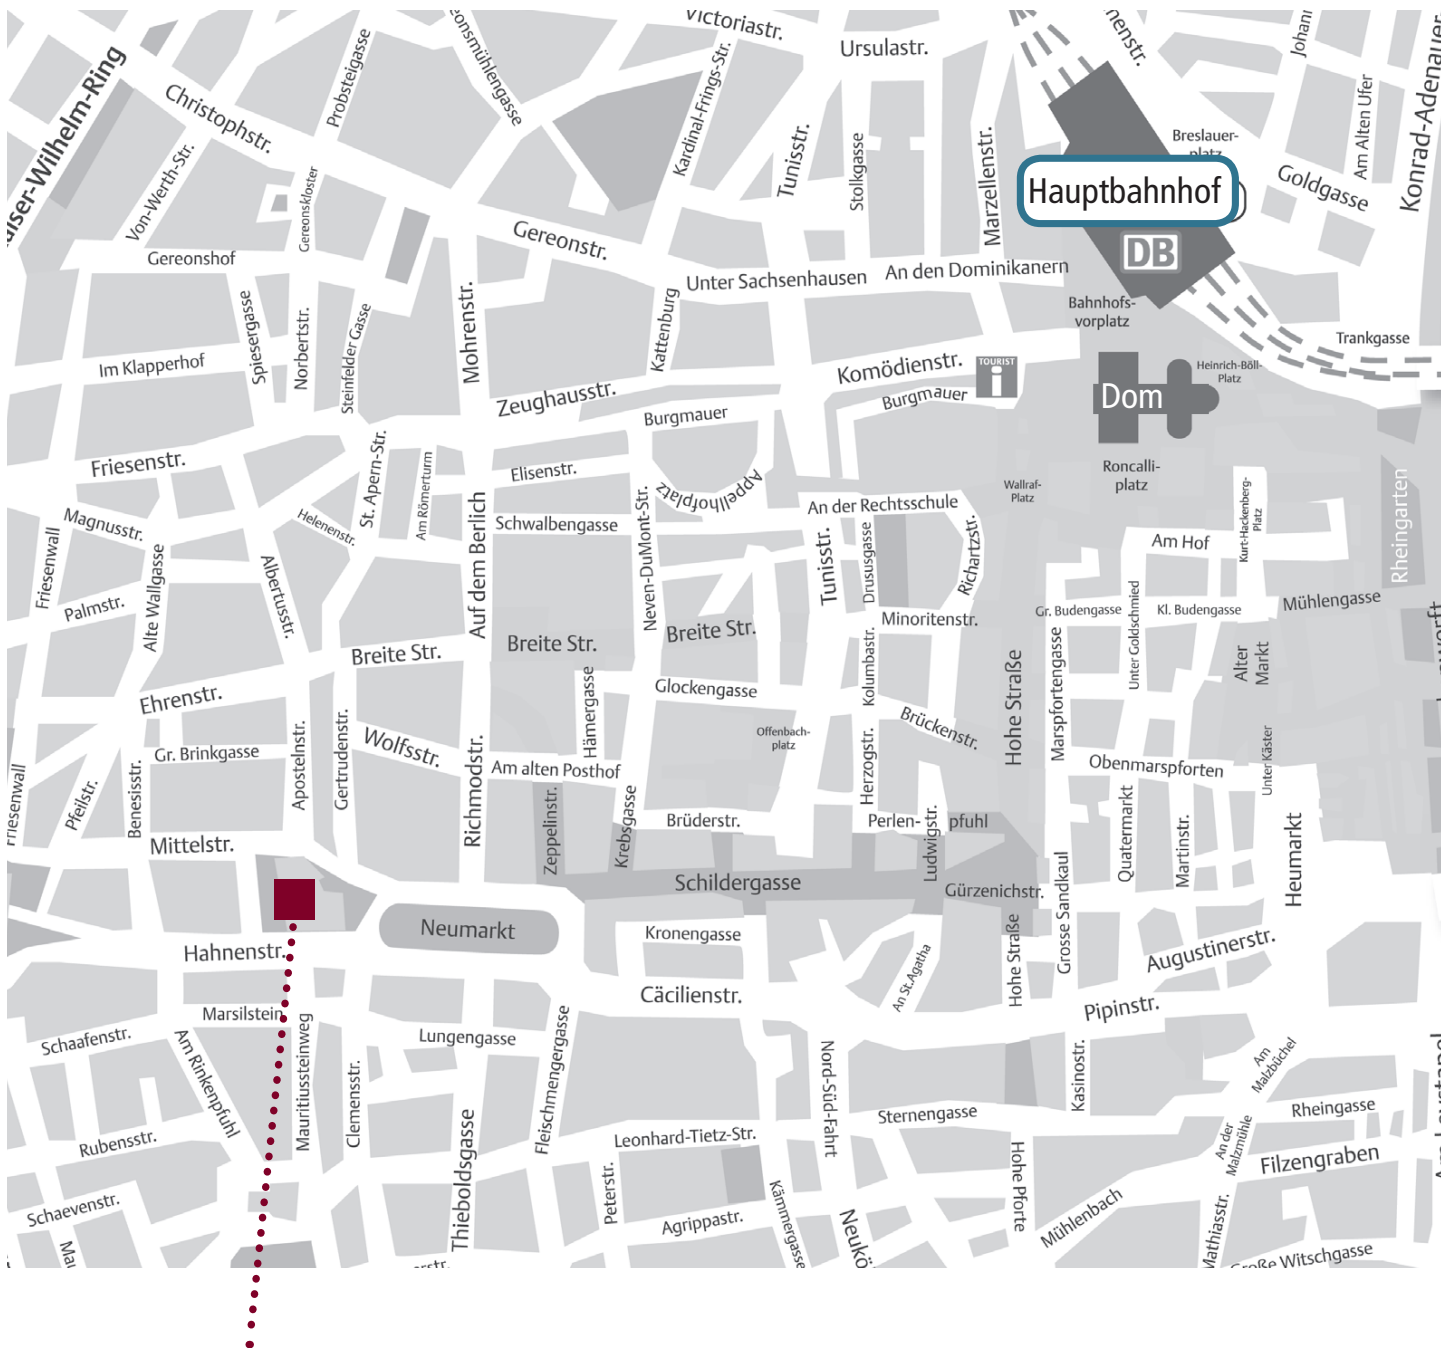 Victoriastr.
Ursulastr.
Christophstr.
Probsteigasse
Kardinal-Frings-Str.
Tunisstr.
Stolkgasse
Marzellenstr.
Breslauer-
platz
Am Alten Ufer
Goldgasse
Hauptbahnhof
DB
Von-Werth-Str.
Gereonskloster
Gereonstr.
Gereonshof
Unter Sachsenhausen
An den Dominikanern
Bahnhofs-
vorplatz
Trankgasse
Spiesergasse
Norbertstr.
Steinfelder Gasse
Mohrenstr.
Kattenburg
Im Klapperhof
Zeughausstr.
Komödienstr.
TOURIST
i
Burgmauer
Burgmauer
Heinrich-Böll-
Platz
Dom
Friesenstr.
St. Apern-Str.
Am Römerturm
Elisenstr.
Appellhofplatz
Roncalli-
platz
Wallraf-
Platz
Kurt-Hackenberg-
Platz
Rheingarten
Magnusstr.
Helenenstr.
Auf dem Berlich
Schwalbengasse
Neven-DuMont-Str.
An der Rechtsschule
Tunisstr.
Drususgasse
Richartzstr.
Am Hof
Friesenwall
Alte Wallgasse
Albertusstr.
Palmstr.
Minoritenstr.
Gr. Budengasse
Unter Goldschmied
Kl. Budengasse
Mühlengasse
Breite Str.
Breite Str.
Breite Str.
Kolumbastr.
Hohe Straße
Marspfortengasse
Alter
Markt
Ehrenstr.
Glockengasse
Hämergasse
Offenbach-
platz
Brückenstr.
Apostelnstr.
Gertrudenstr.
Wolfsstr.
Richmodstr.
Am alten Posthof
Gr. Brinkgasse
Herzogstr.
Obenmarspforten
Unter Käster
Pfeilstr.
Benesisstr.
Zeppelinstr.
Krebsgasse
Brüderstr.
Perlen-
pfuhl
Ludwigstr.
Quatermarkt
Martinstr.
Heumarkt
Mittelstr.
Schildergasse
Gürzenichstr.
Grosse Sandkaul
Neumarkt
Kronengasse
Hahnenstr.
An St.Agatha
Hohe Straße
Augustinerstr.
Cäcilienstr.
Pipinstr.
Marsilstein
Schaafenstr.
Am Rinkenpfuhl
Mauritiussteinweg
Clemensstr.
Lungengasse
Fleischmengergasse
Nord-Süd-Fahrt
Kasinostr.
Am
Malzbüchel
Sternengasse
Rheingasse
Rubensstr.
Thieboldsgasse
Leonhard-Tietz-Str.
An der
Malzmühle
Filzengraben
Peterstr.
Kämmergasse
Hohe Pforte
Schaevenstr.
Agrippastr.
Mühlenbach
Mathiasstr.
Große Witschgasse